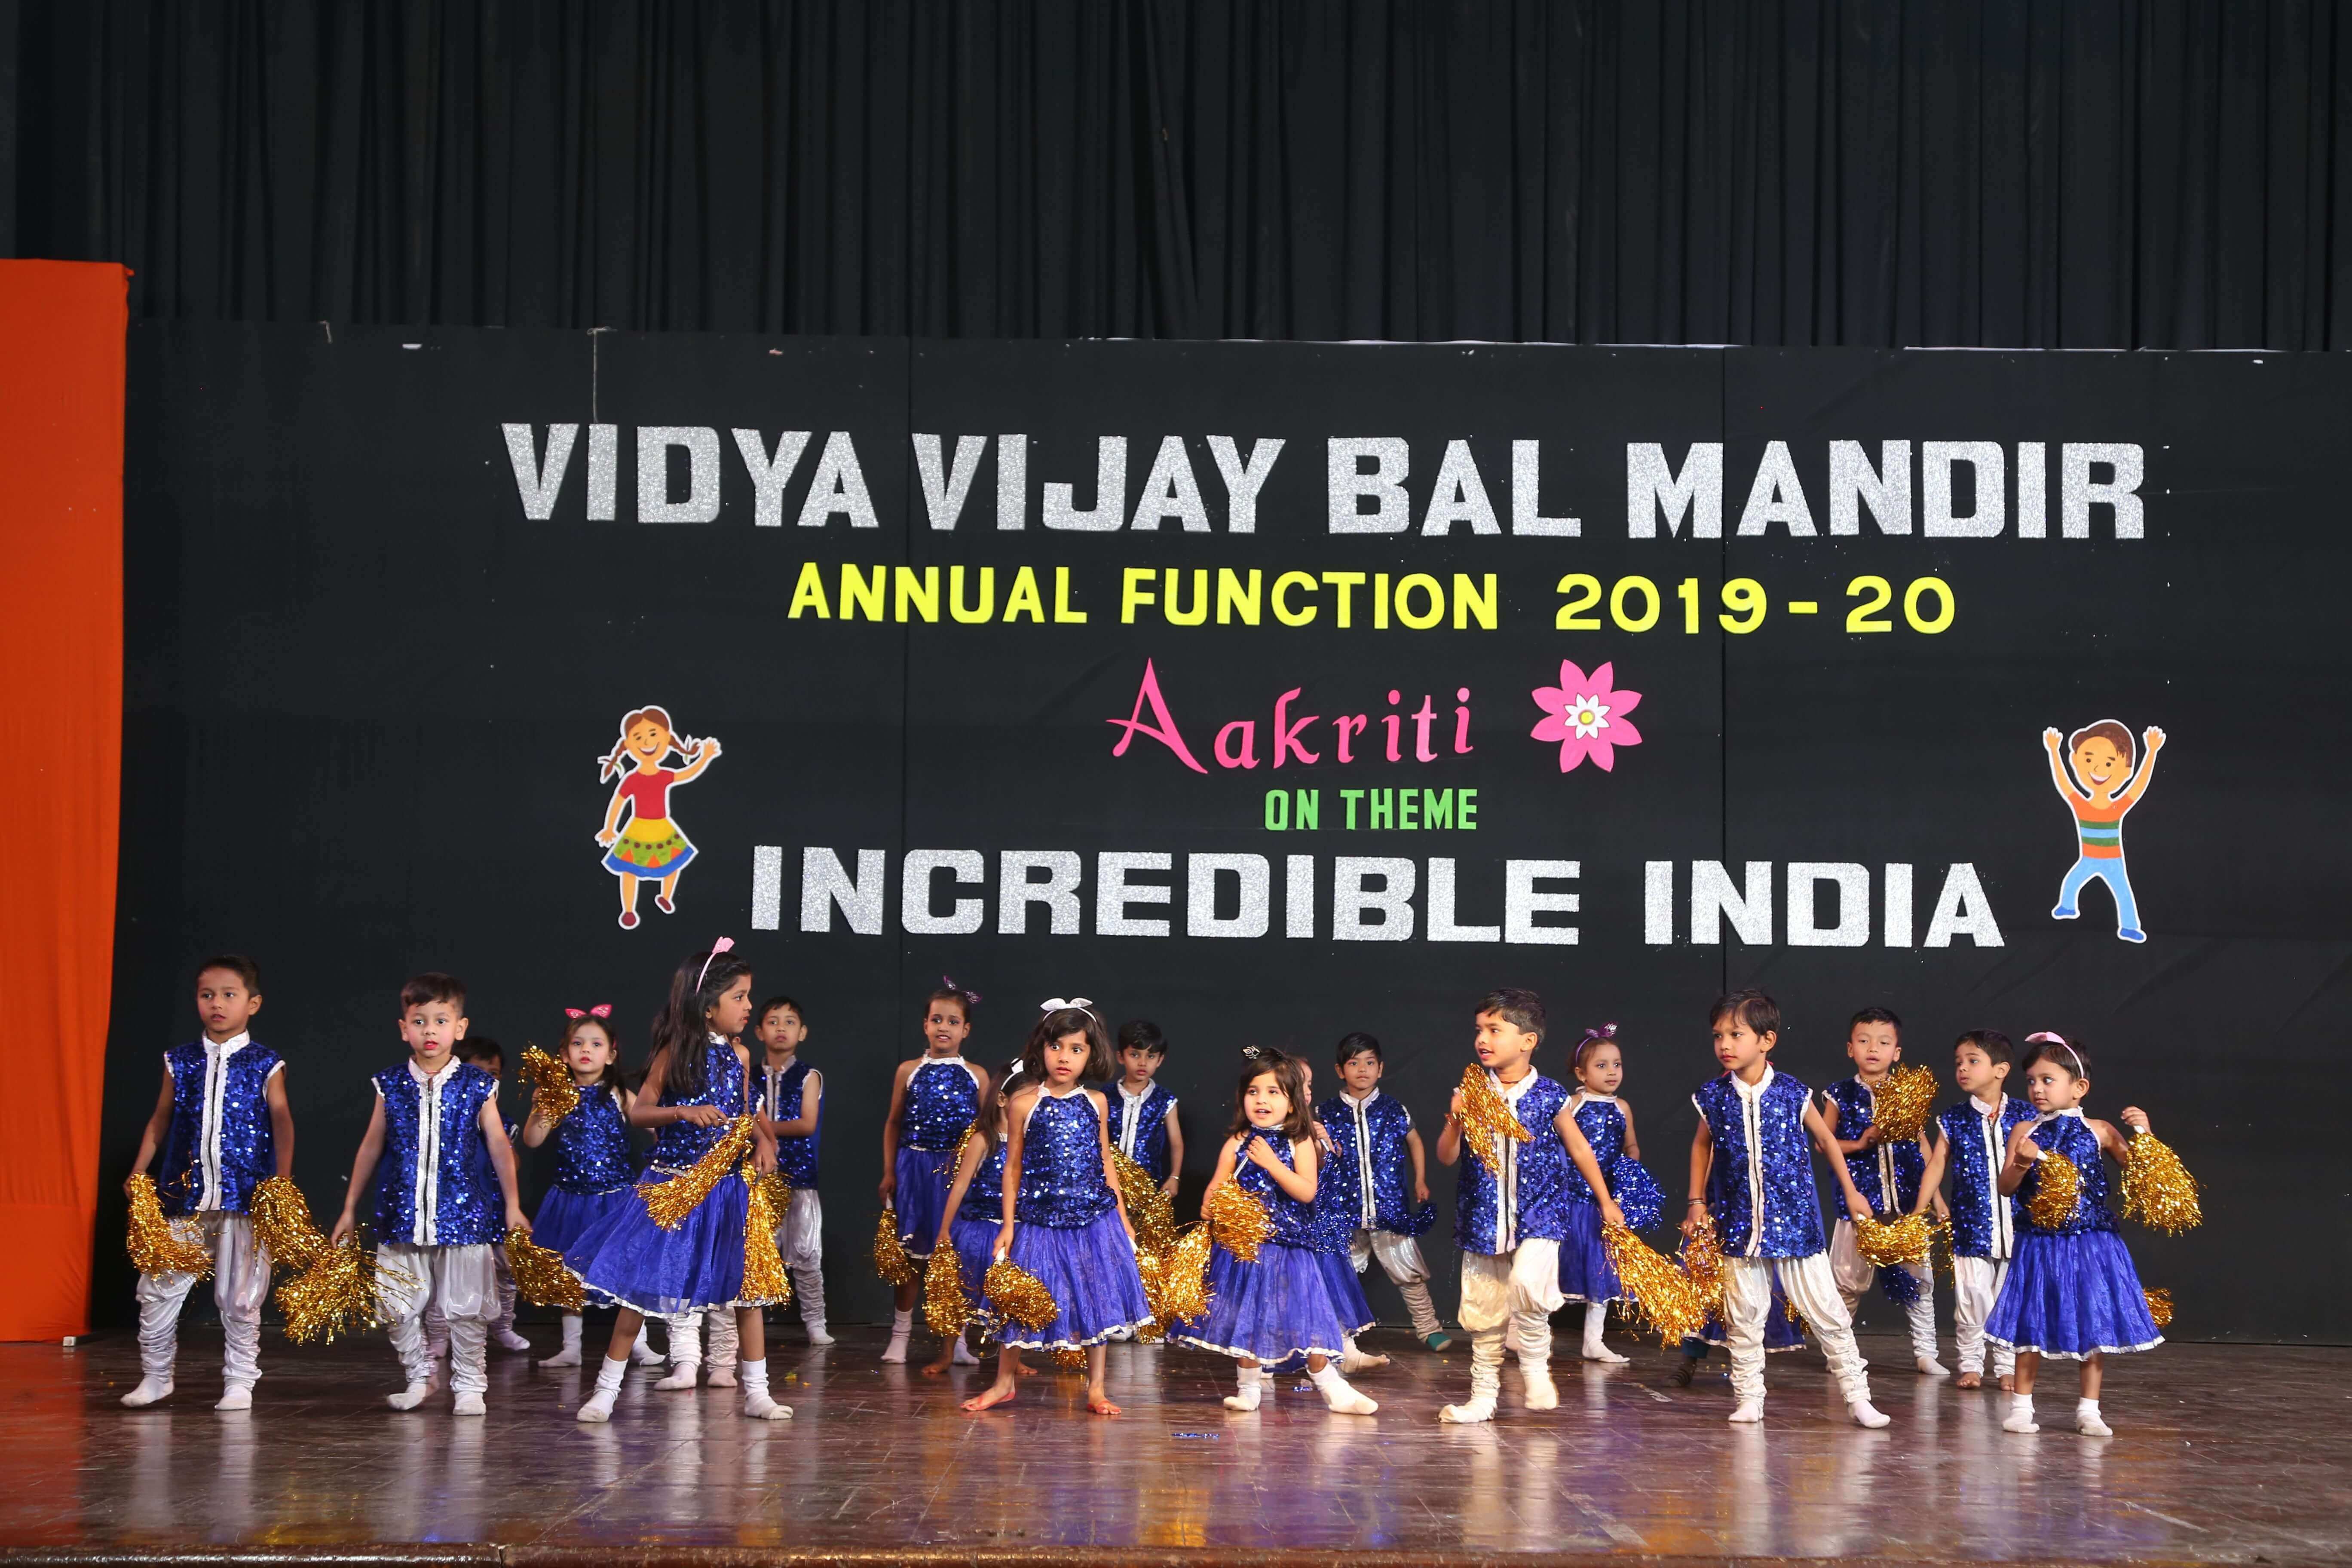 VIDYA VIJAY BAL MANDIR
ANNUAL FUNCTION 2019-20
Aakriti
ON THEME
INCREDIBLE INDIA